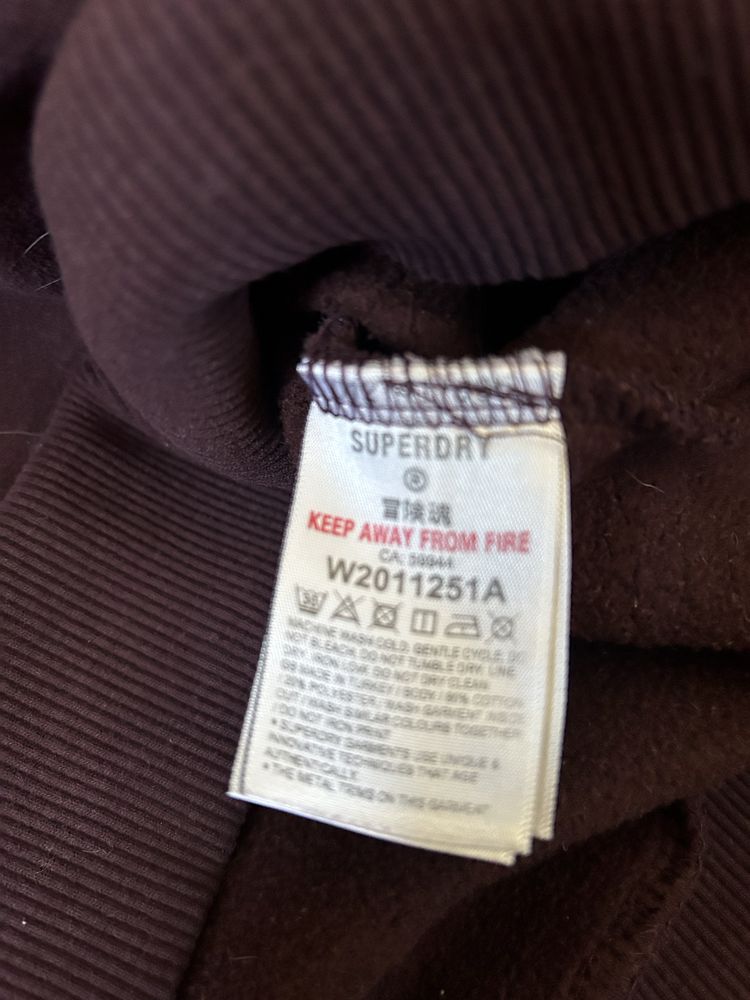 SUPERDRY
®
冒険魂
KEEP AWAY FROM FIRE
W2011251A
30
MACHINE WASH COLD, GENTLE CYCLE, DO
NOT BLEACH, DO NOT TUMBLE DRY, LINE
DRY, IRON LOW, DO NOT DRY CLEAN
MADE IN TURKEY / BODY / 80% COTTON
20% POLYESTER / WASH GARMENT INSIDE
OUT / WASH SIMILAR COLOURS TOGETHER
/ DO NOT IRON PRINT
• SUPERDRY GARMENTS USE UNIQUE &
INNOVATIVE TECHNIQUES THAT AGE
AUTHENTICALLY.
• THE METAL TRIMS ON THIS GARMENT